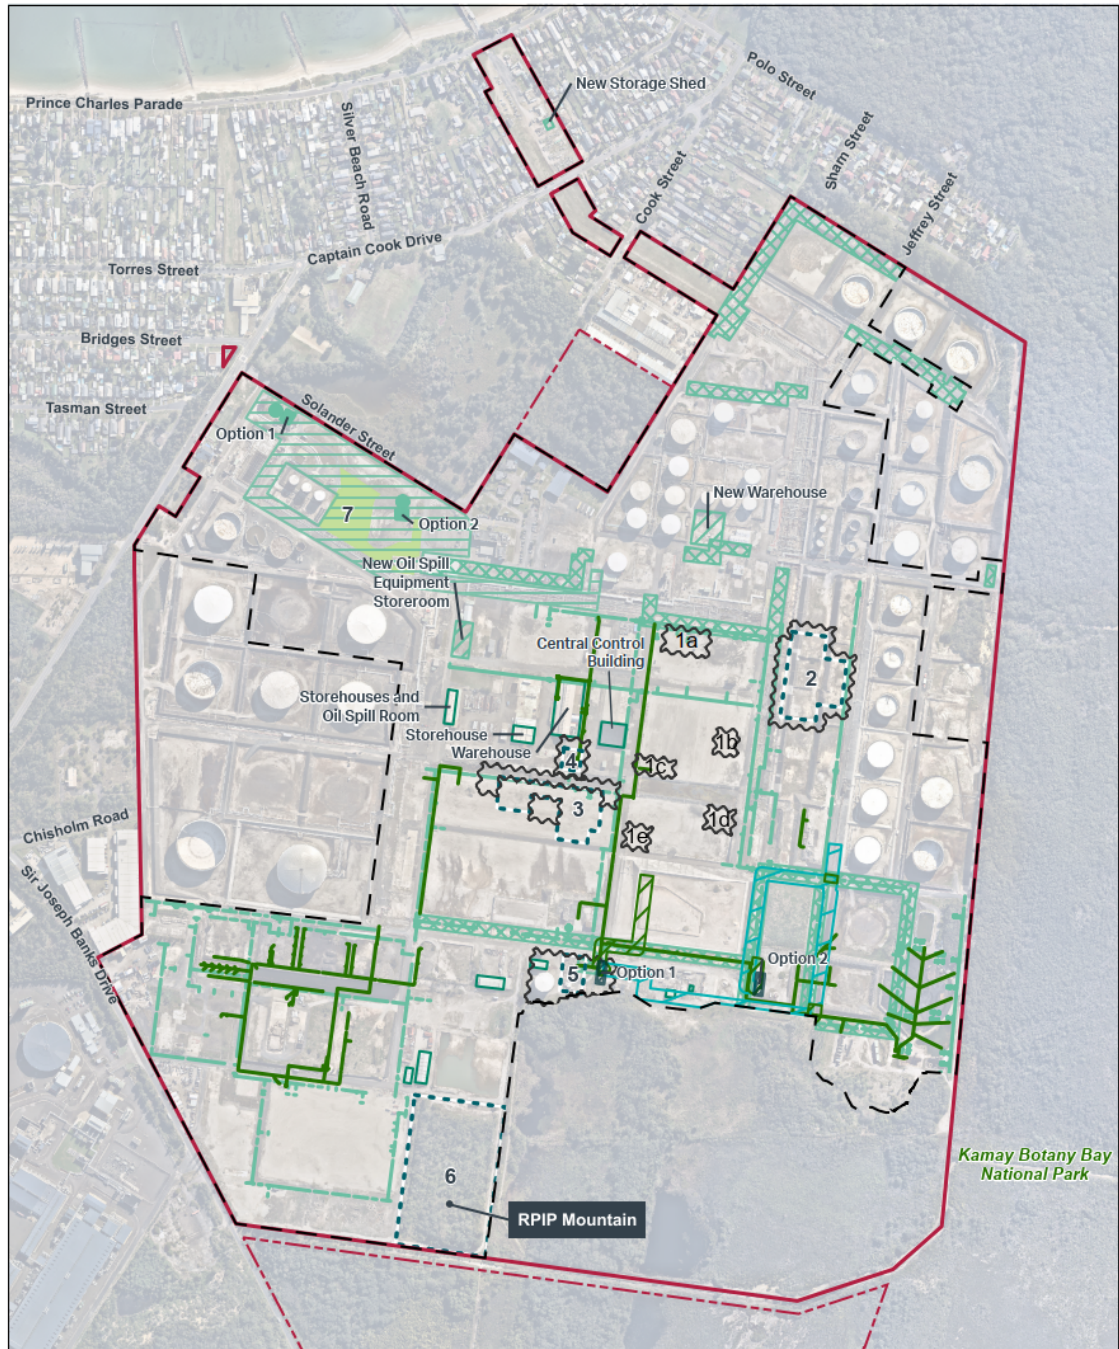 New Storage Shed
Polo Street
Prince Charles Parade
Silver Beach Road
Sham Street
Cook Street
Jeffrey Street
Captain Cook Drive
Torres Street
Bridges Street
Tasman Street
Solander Street
Option 1
7
Option 2
New Warehouse
New Oil Spill
Equipment
Storeroom
Central Control
Building
1a
2
Storehouses and
Oil Spill Room
Storehouse
Warehouse
1b
4
1c
3
1d
1e
Chisholm Road
Sir Joseph Banks Drive
5
Option 1
Option 2
6
RPIP Mountain
Kamay Botany Bay
National Park